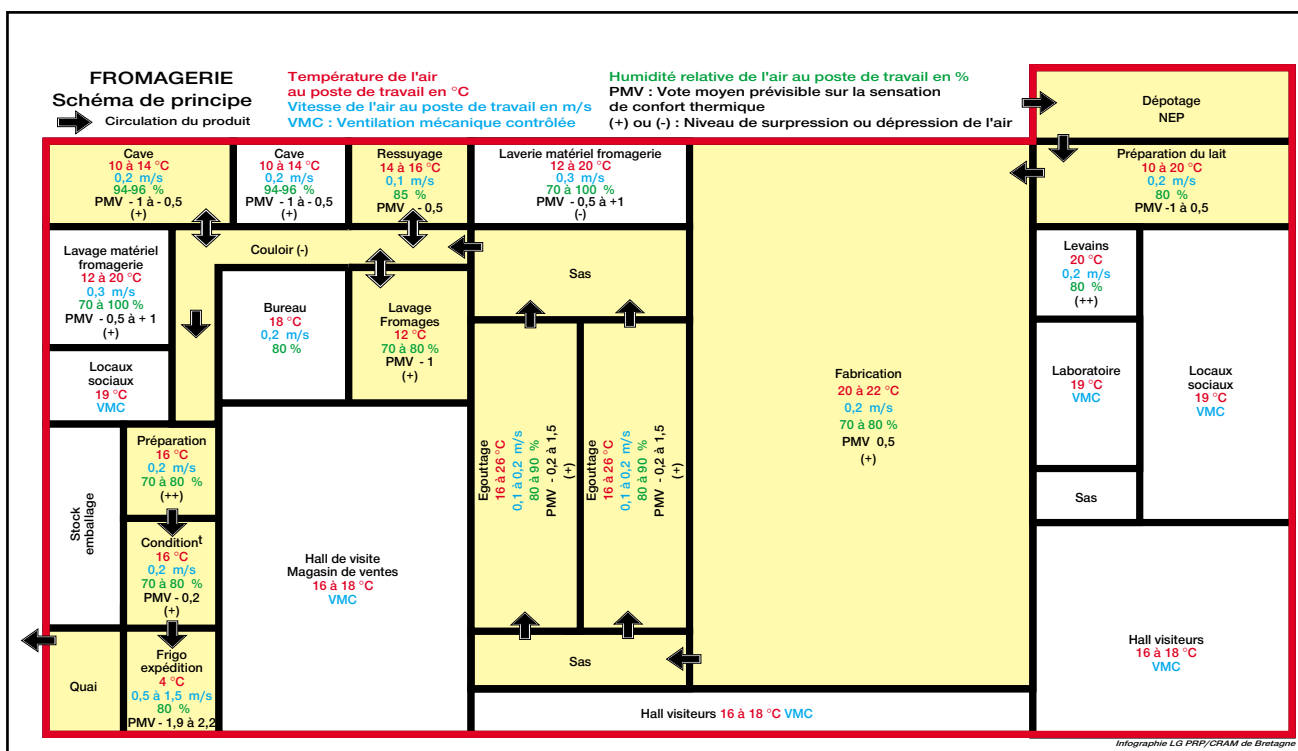 FROMAGERIE
Schéma de principe
Circulation du produit
Température de l'air
au poste de travail en °C
Vitesse de l'air au poste de travail en m/s
VMC : Ventilation mécanique contrôlée
Humidité relative de l'air au poste de travail en %
PMV : Vote moyen prévisible sur la sensation
de confort thermique
(+) ou (-) : Niveau de surpression ou dépression de l'air
Dépotage
NEP
Cave
10 à 14 °C
0,2 m/s
94-96 %
PMV - 1 à - 0,5
(+)
Cave
10 à 14 °C
0,2 m/s
94-96 %
PMV - 1 à - 0,5
(+)
Ressuyage
14 à 16 °C
0,1 m/s
85 %
PMV - 0,5
Laverie matériel fromagerie
12 à 20 °C
0,3 m/s
70 à 100 %
PMV - 0,5 à +1
(-)
Préparation du lait
10 à 20 °C
0,2 m/s
80 %
PMV -1 à 0,5
Lavage matériel
fromagerie
12 à 20 °C
0,3 m/s
70 à 100 %
PMV - 0,5 à + 1
(+)
Couloir (-)
Sas
Levains
20 °C
0,2 m/s
80 %
(++)
Bureau
18 °C
0,2 m/s
80 %
Lavage
Fromages
12 °C
70 à 80 %
PMV - 1
(+)
Locaux
sociaux
19 °C
VMC
Fabrication
20 à 22 °C
0,2 m/s
70 à 80 %
PMV 0,5
(+)
Laboratoire
19 °C
VMC
Locaux
sociaux
19 °C
VMC
Préparation
16 °C
0,2 m/s
70 à 80 %
(++)
Egouttage
16 à 26 °C
0,1 à 0,2 m/s
80 à 90 %
PMV - 0,2 à 1,5
(+)
Egouttage
16 à 26 °C
0,1 à 0,2 m/s
80 à 90 %
PMV - 0,2 à 1,5
(+)
Sas
Stock
emballage
Conditiont
16 °C
0,2 m/s
70 à 80 %
PMV - 0,2
(+)
Hall de visite
Magasin de ventes
16 à 18 °C
VMC
Quai
Frigo
expédition
4 °C
0,5 à 1,5 m/s
80 %
PMV - 1,9 à 2,2
Sas
Hall visiteurs
16 à 18 °C
VMC
Hall visiteurs 16 à 18 °C VMC
Infographie LG PRP/CRAM de Bretagne